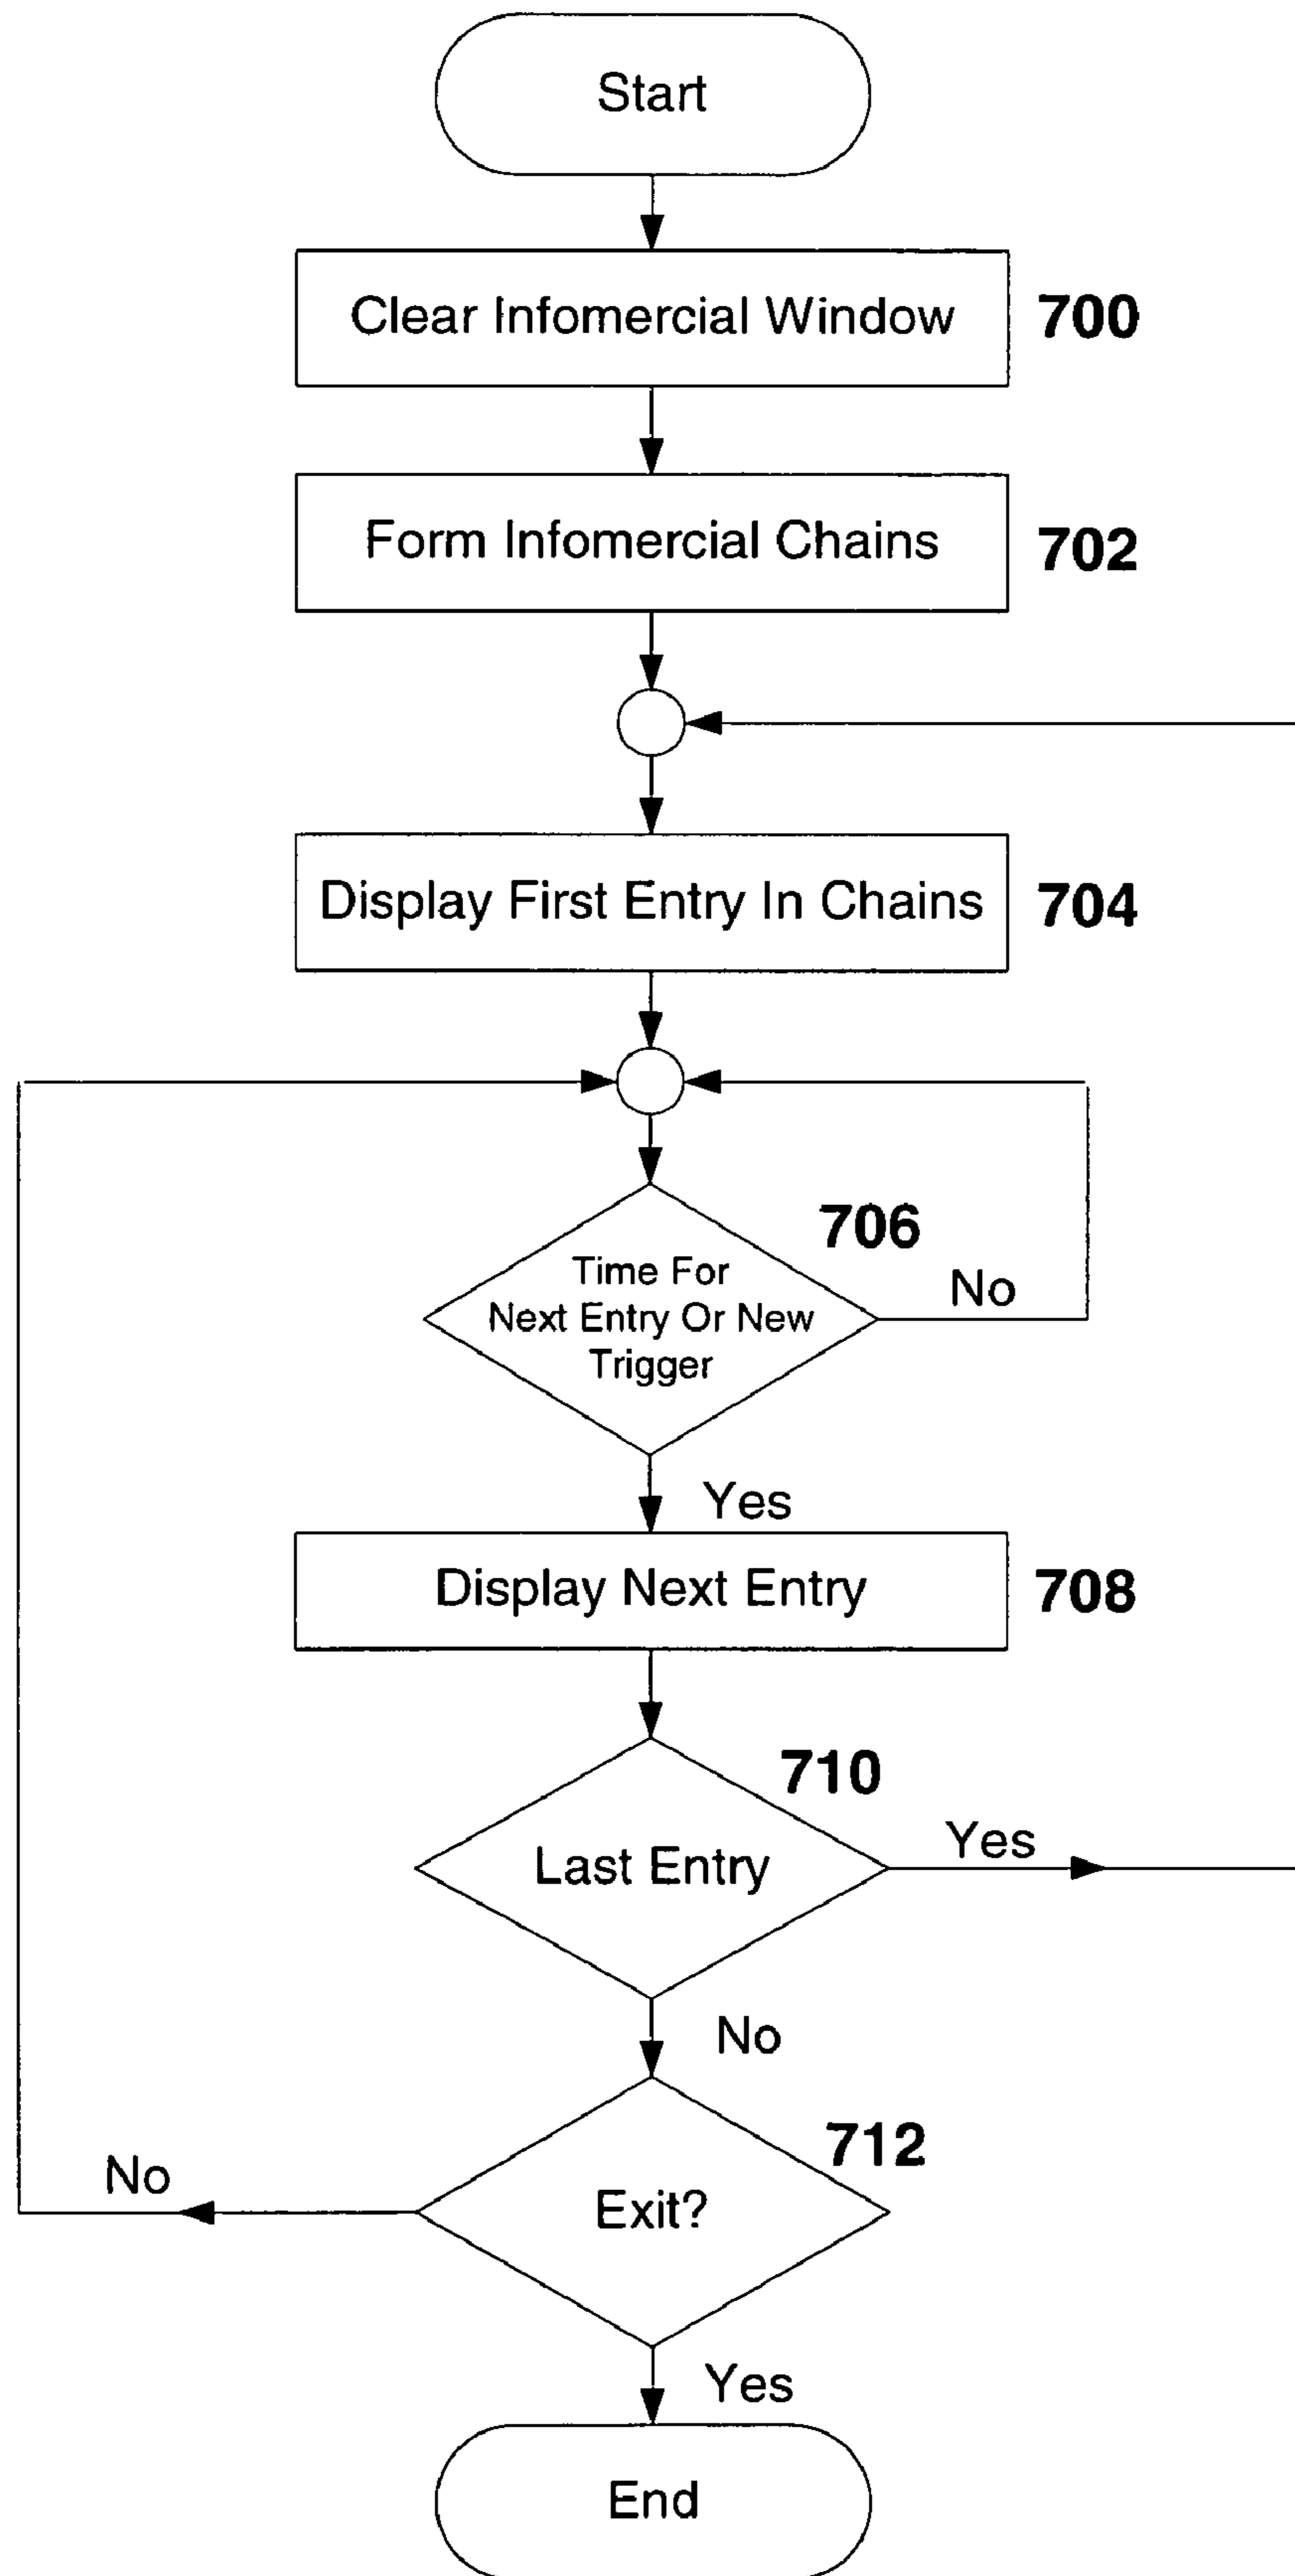 Start
Clear Infomercial Window
700
Form Infomercial Chains
702
Display First Entry In Chains
704
706
Time For
Next Entry Or New
Trigger
No
Yes
Display Next Entry
708
710
Last Entry
Yes
No
712
Exit?
No
Yes
End